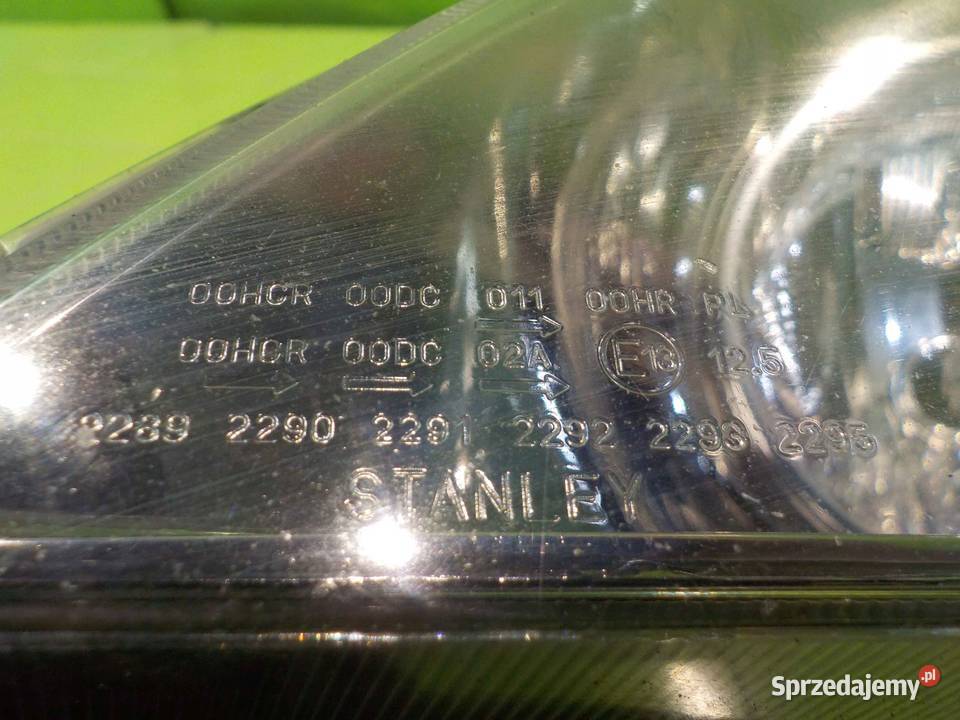 00HCR 00DC 011 00HR PL
00HCR 00DC 02A E13 12.5
2289 2290 2291 2292 2293 2295
STANLEY
Sprzedajemy.pl